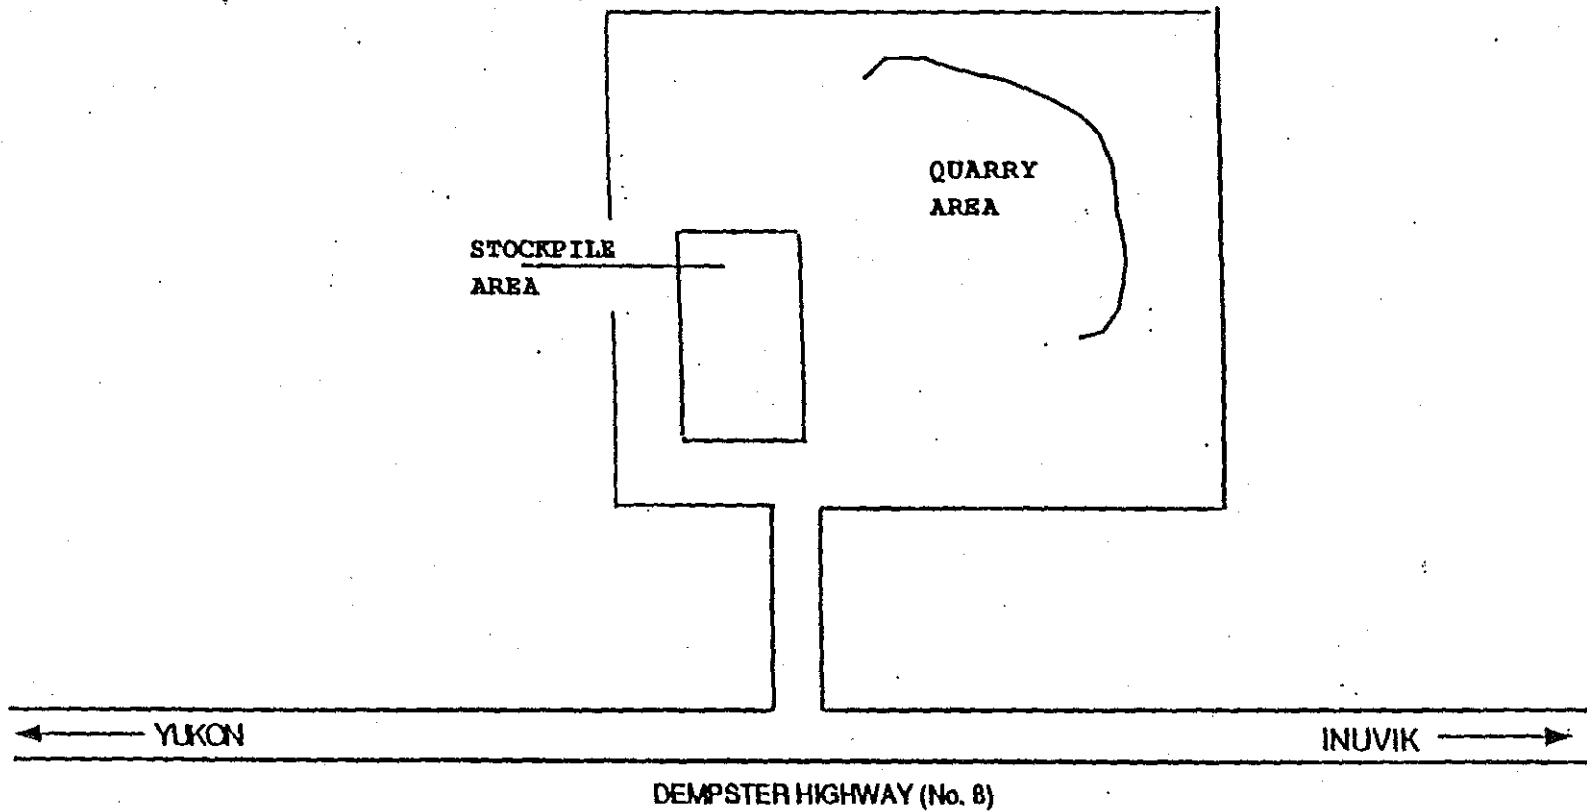 QUARRY
AREA
STOCKPILE
AREA
YUKON
INUVIK
DEMPSTER HIGHWAY (No. 8)